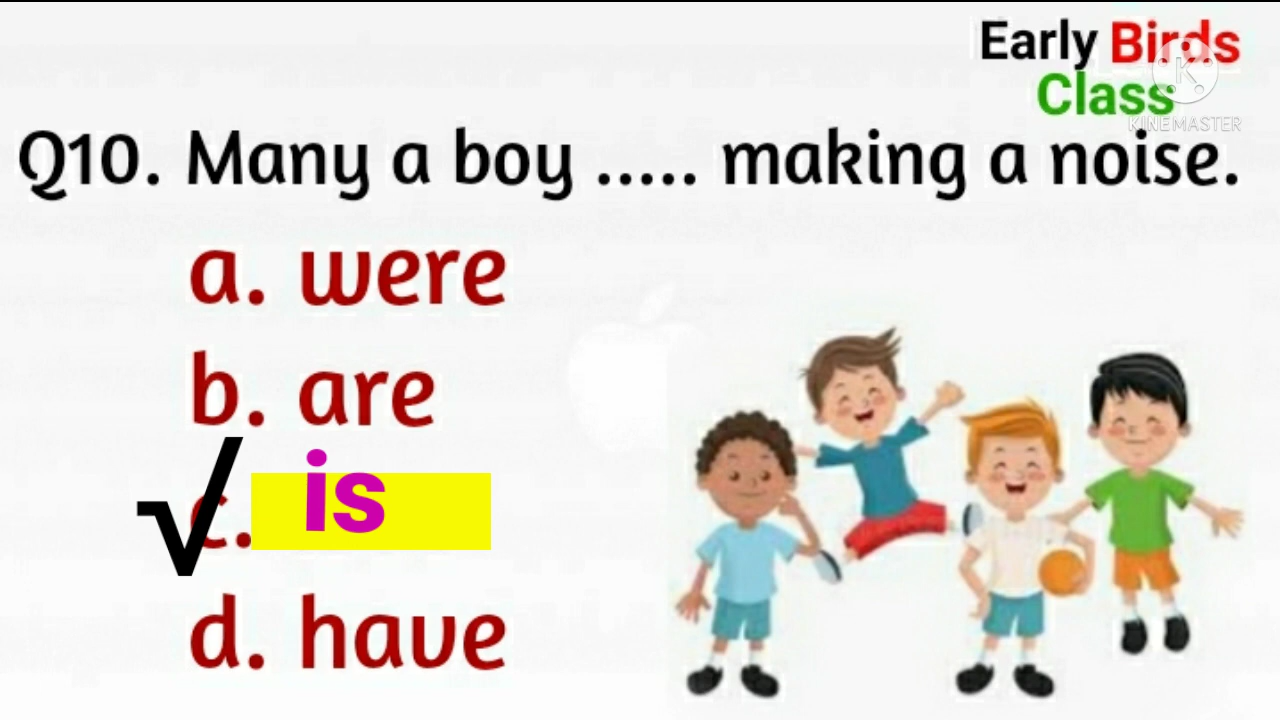 Early Birds
Class
KINEMASTER
Q10. Many a boy ..... making a noise.
a. were
b. are
√ c. is
d. have